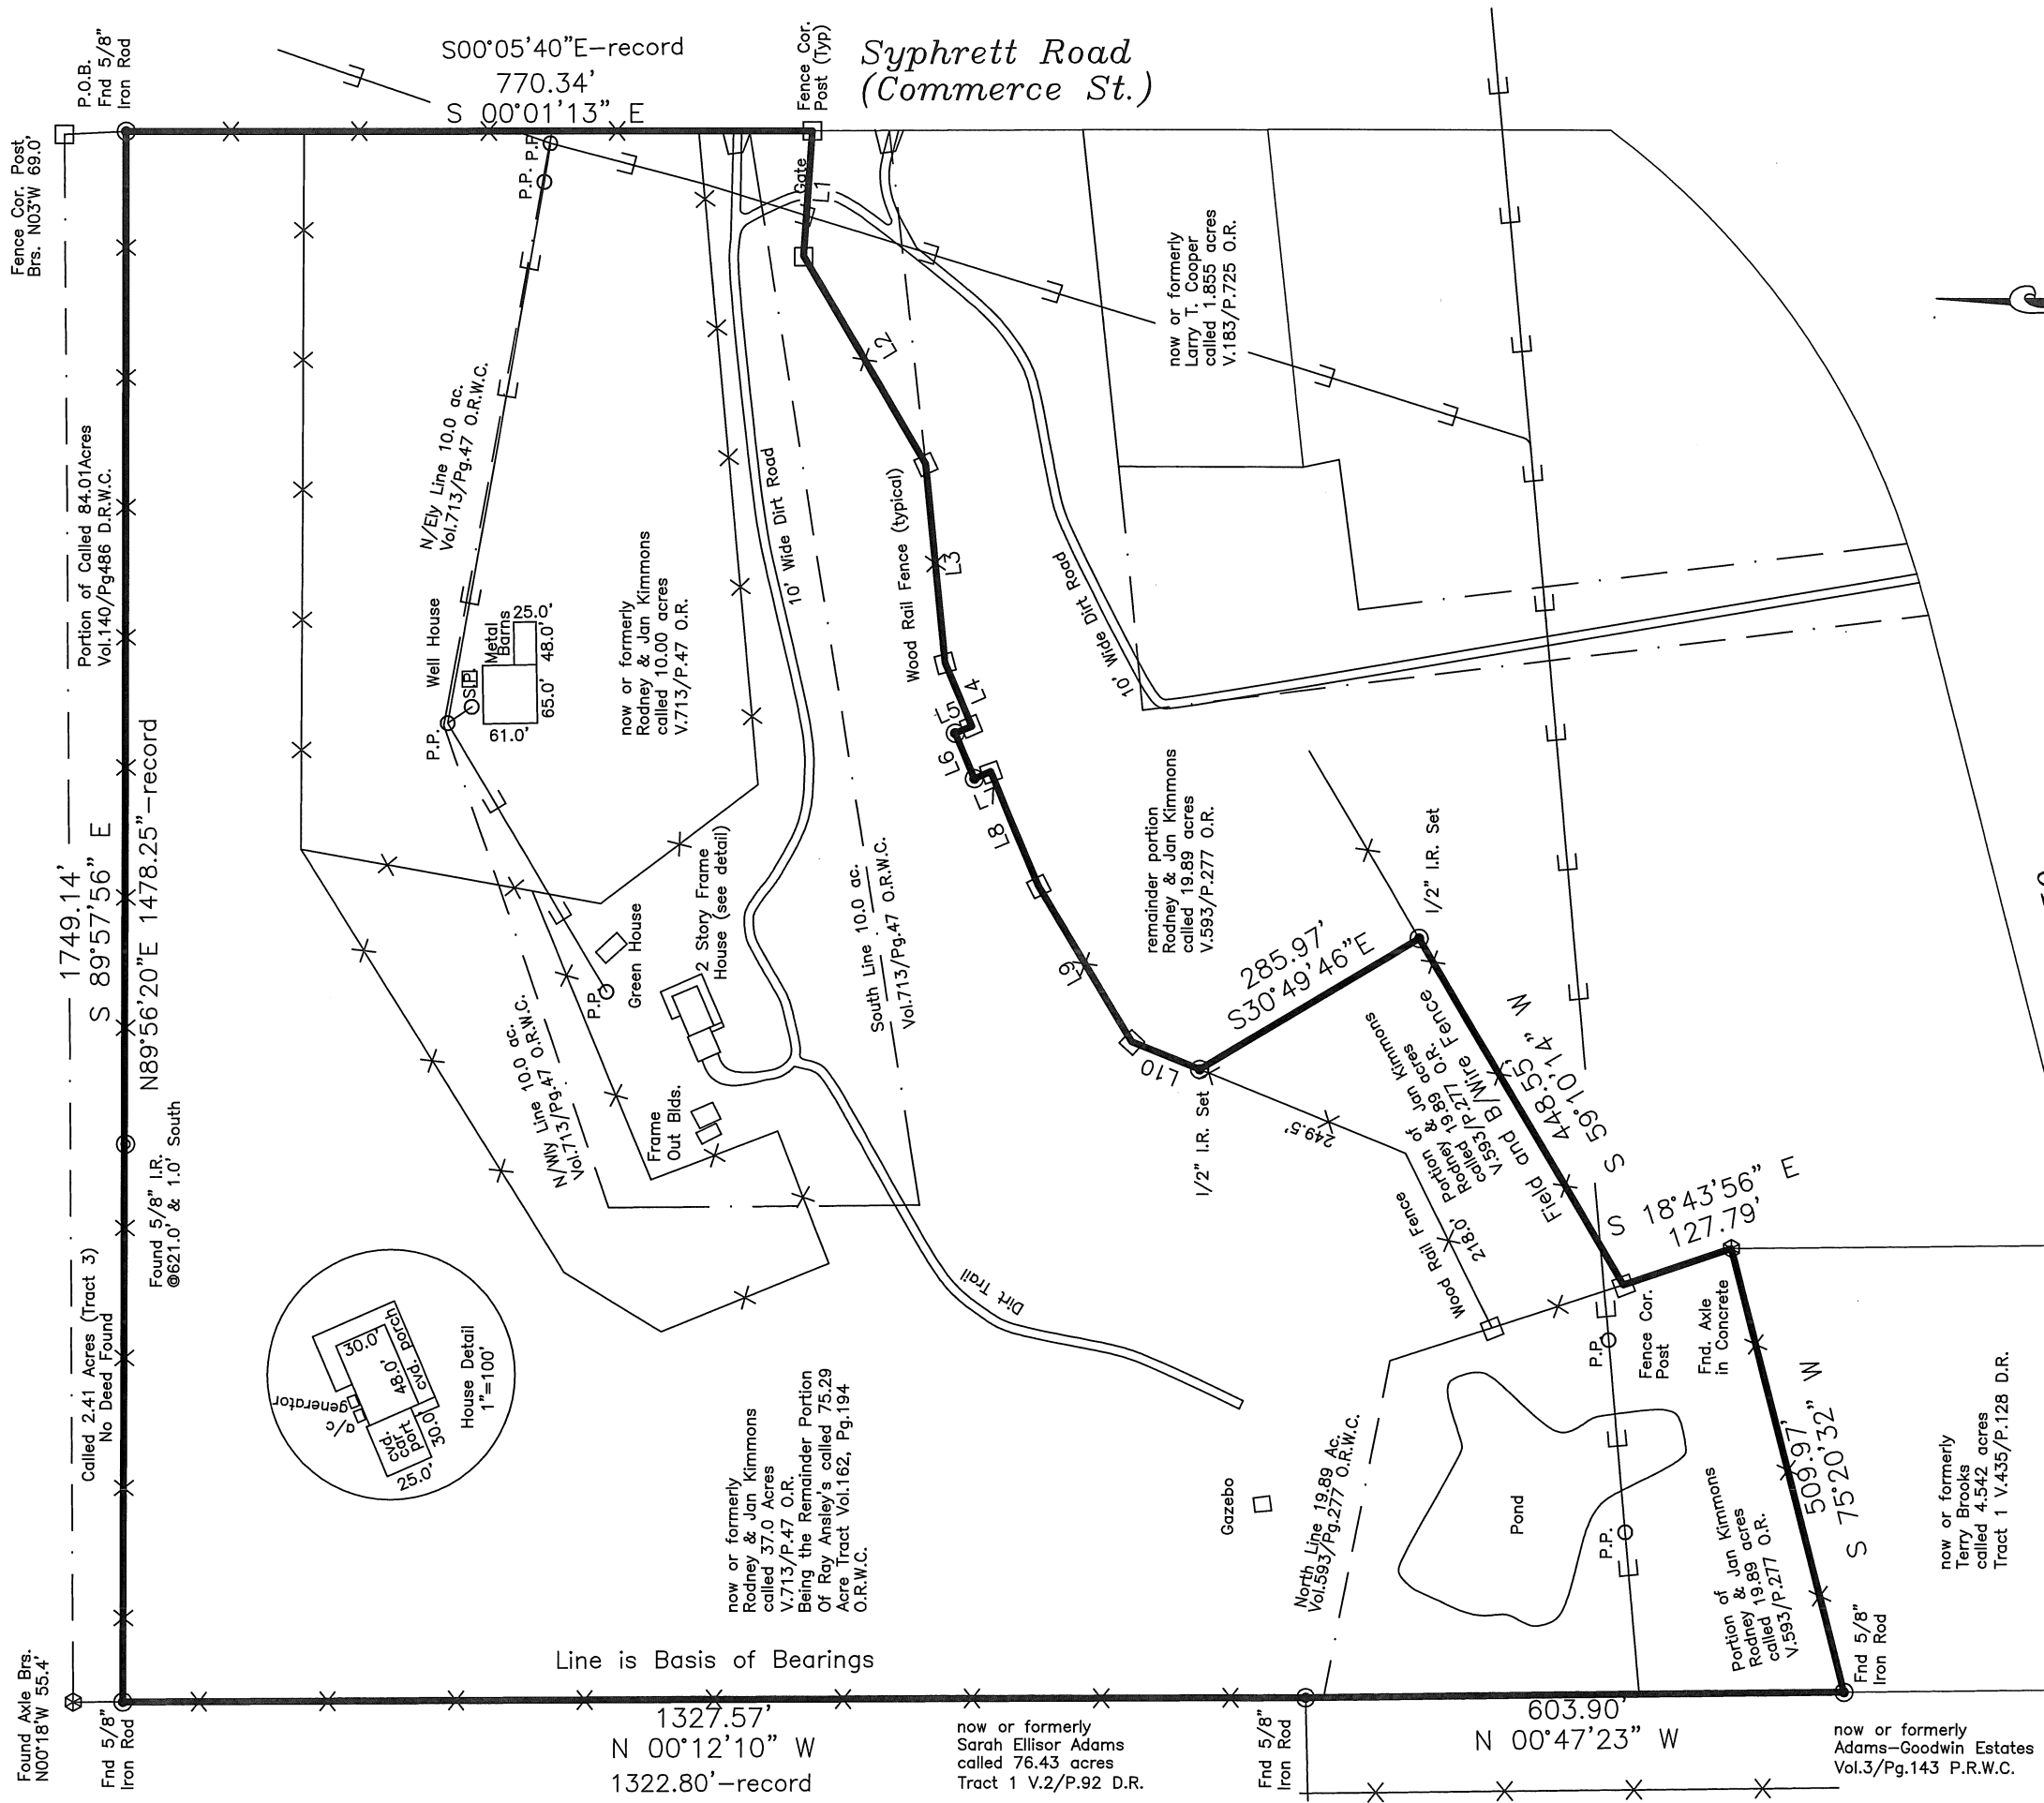 S00°05'40"E-record
770.34'
S 00°01'13" E
Syphrett Road
(Commerce St.)
P.O.B.
Fnd 5/8"
Iron Rod
Fence Cor. Post
Brs. N03°W 69.0'
Fence Cor.
Post (Typ)
Gate
L1
P.P.
P.P.
L2
L3
L4
L5
L6
L7
L8
L9
L10
now or formerly
Larry T. Cooper
called 1.855 acres
V.183/P.725 O.R.
N/Ely Line 10.0 ac.
Vol.713/Pg.47 O.R.W.C.
Portion of Called 84.01Acres
Vol.140/Pg486 D.R.W.C.
10' Wide Dirt Road
Wood Rail Fence (typical)
10' Wide Dirt Road
now or formerly
Rodney & Jan Kimmons
called 10.00 acres
V.713/P.47 O.R.
Well House
P.P.
S.P.
Metal
Barns
25.0'
48.0'
65.0'
61.0'
1749.14'
S 89°57'56" E
N89°56'20"E 1478.25"-record
2 Story Frame
House (see detail)
Green House
P.P.
South Line 10.0 ac.
Vol.713/Pg.47 O.R.W.C.
N/Wly Line 10.0 ac.
Vol.713/Pg.47 O.R.W.C.
Frame
Out Blds.
remainder portion
Rodney & Jan Kimmons
called 19.89 acres
V.593/P.277 O.R.
285.97'
S30°49'46"E
1/2" I.R. Set
1/2" I.R. Set
Portion of
Rodney & Jan Kimmons
called 19.89 acres
V.593/P.277 O.R.
Field and B/Wire Fence
448.55'
S 59°10'14" W
249.5'
218.0'
Wood Rail Fence
S 18°43'56" E
127.79'
Found 5/8" I.R.
@621.0' & 1.0' South
Called 2.41 Acres (Tract 3)
No Deed Found
Dirt Trail
30.0'
48.0'
cvd. porch
generator
a/c
cvd.
car
port
30.0'
25.0'
House Detail
1"=100'
now or formerly
Rodney & Jan Kimmons
called 37.0 Acres
V.713/P.47 O.R.
Being the Remainder Portion
Of Ray Ansley's called 75.29
Acre Tract Vol.162, Pg.194
O.R.W.C.
Gazebo
North Line 19.89 Ac.
Vol.593/Pg.277 O.R.W.C.
Pond
P.P.
P.P.
Fence Cor.
Post
Fnd. Axle
in Concrete
509.97'
S 75°20'32" W
Portion of
Rodney & Jan Kimmons
called 19.89 acres
V.593/P.277 O.R.
now or formerly
Terry Brooks
called 4.542 acres
Tract 1 V.435/P.128 D.R.
Fnd 5/8"
Iron Rod
Line is Basis of Bearings
Found Axle Brs.
N00°18'W 55.4'
Fnd 5/8"
Iron Rod
1327.57'
N 00°12'10" W
1322.80'-record
now or formerly
Sarah Ellisor Adams
called 76.43 acres
Tract 1 V.2/P.92 D.R.
Fnd 5/8"
Iron Rod
603.90'
N 00°47'23" W
now or formerly
Adams-Goodwin Estates
Vol.3/Pg.143 P.R.W.C.